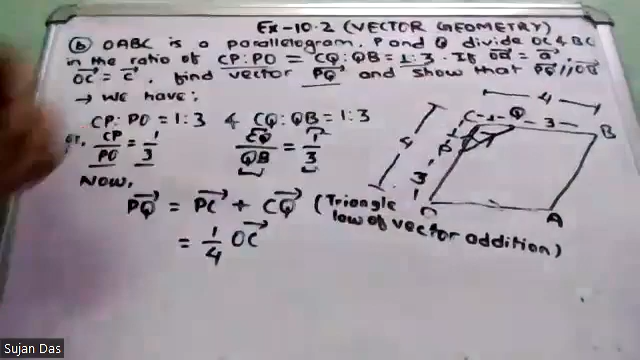 Ex-10.2 (VECTOR GEOMETRY)
(b) OABC is a parallelogram. P and Q divide OC & BC
in the ratio of CP:PO = CQ:QB = 1:3. If OA = a,
OC = c, find vector PQ and show that PQ // OB
→ We have:
CP:PO = 1:3 & CQ:QB = 1:3
CP/PO = 1/3 CQ/QB = 1/3
Now,
PQ = PC + CQ (Triangle
law of vector addition)
= 1/4 OC
4
C 1 Q 3 B
4
1
P
3
O A
Sujan Das